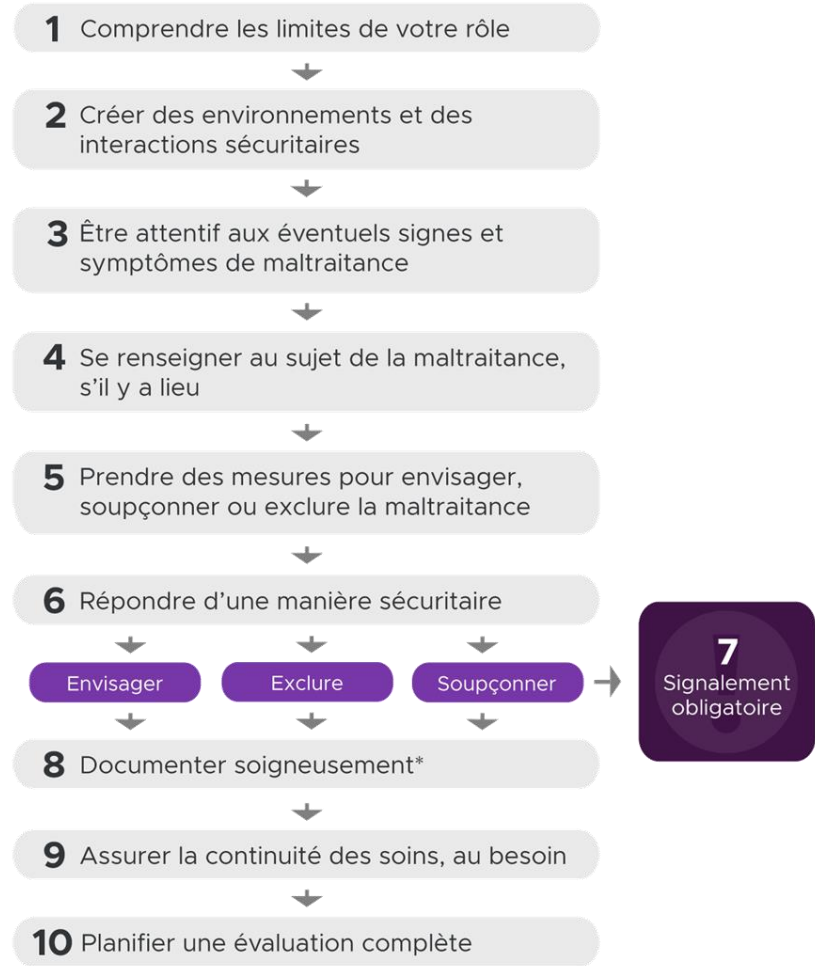 1 Comprendre les limites de votre rôle
2 Créer des environnements et des
interactions sécuritaires
3 Être attentif aux éventuels signes et
symptômes de maltraitance
4 Se renseigner au sujet de la maltraitance,
s'il y a lieu
5 Prendre des mesures pour envisager,
soupçonner ou exclure la maltraitance
6 Répondre d'une manière sécuritaire
Envisager
Exclure
Soupçonner
7
Signalement
obligatoire
8 Documenter soigneusement*
9 Assurer la continuité des soins, au besoin
10 Planifier une évaluation complète